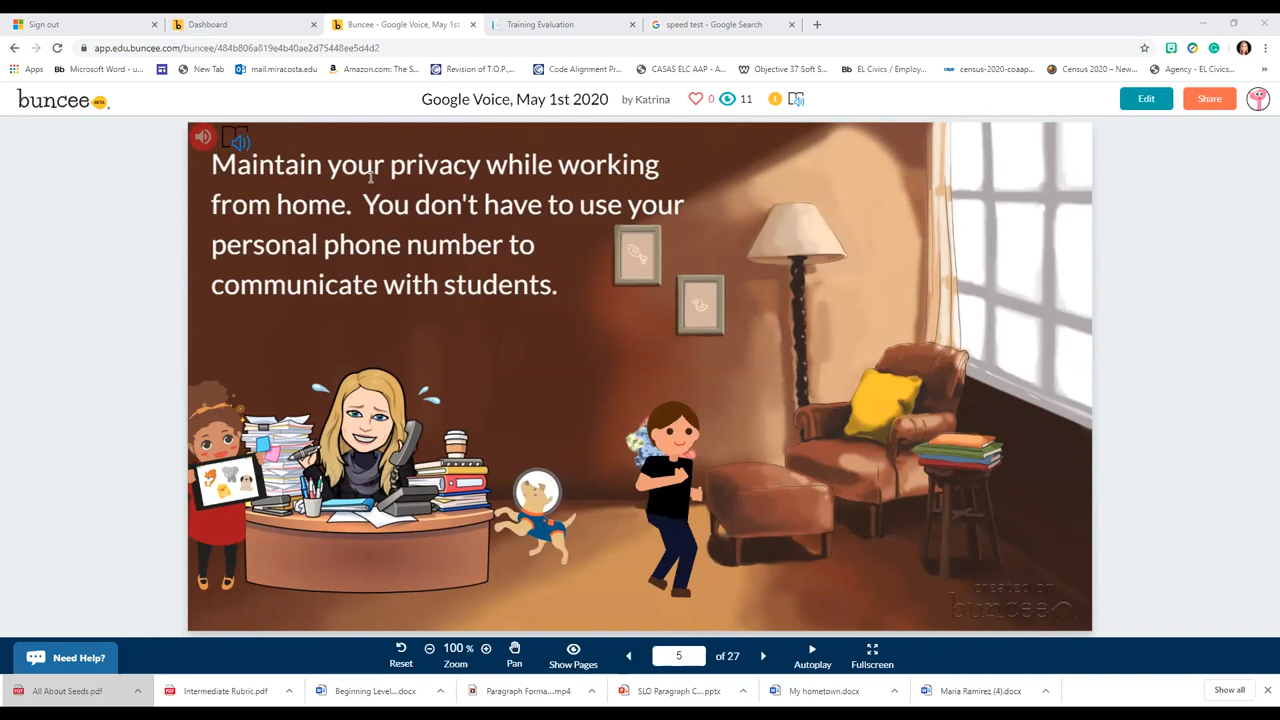 Sign out
Dashboard
Buncee - Google Voice, May 1st
Training Evaluation
speed test - Google Search
app.edu.buncee.com/buncee/484b806a819e4b40ae2d75448ee5d4d2
Apps
Microsoft Word - u...
New Tab
mail.miracosta.edu
Amazon.com: The S...
Revision of T.O.P....
Code Alignment Pr...
CASAS ELC AAP - A...
Objective 37 Soft S...
EL Civics / Employ...
census-2020-coaap...
Census 2020 – New...
Agency - EL Civics...
buncee BETA
Google Voice, May 1st 2020 by Katrina
0
11
Edit
Share
Maintain your privacy while working
from home. You don't have to use your
personal phone number to
communicate with students.
created on
buncee
Need Help?
Reset
100 %
Zoom
Pan
Show Pages
5 of 27
Autoplay
Fullscreen
All About Seeds.pdf
Intermediate Rubric.pdf
Beginning Level....docx
Paragraph Forma....mp4
SLO Paragraph C....pptx
My hometown.docx
Maria Ramirez (4).docx
Show all